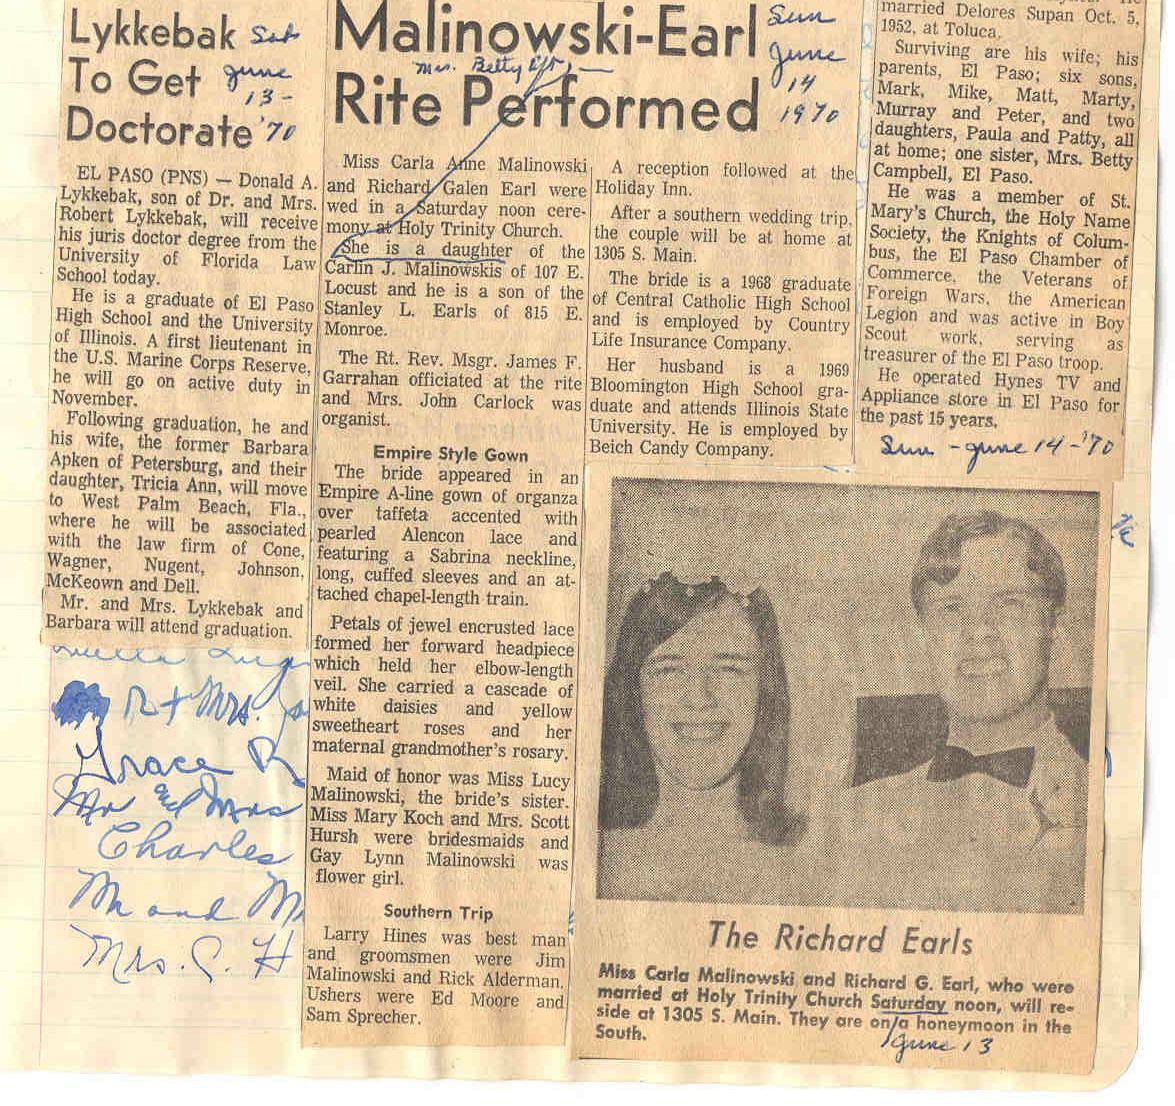 Lykkebak
To Get
Doctorate
Sat
June
13-
'70
EL PASO (PNS) — Donald A.
Lykkebak, son of Dr. and Mrs.
Robert Lykkebak, will receive
his juris doctor degree from the
University of Florida Law
School today.
He is a graduate of El Paso
High School and the University
of Illinois. A first lieutenant in
the U.S. Marine Corps Reserve,
he will go on active duty in
November.
Following graduation, he and
his wife, the former Barbara
Apken of Petersburg, and their
daughter, Tricia Ann, will move
to West Palm Beach, Fla.,
where he will be associated
with the law firm of Cone,
Wagner, Nugent, Johnson,
McKeown and Dell.
Mr. and Mrs. Lykkebak and
Barbara will attend graduation.
Mrs.
Grace R
Mr and Mrs
Charles
Mr and M
Mrs. C. H
Malinowski-Earl
Mrs. Betty
Rite Performed
Sun
June
14
1970
Miss Carla Anne Malinowski
and Richard Galen Earl were
wed in a Saturday noon cere-
mony at Holy Trinity Church.
She is a daughter of the
Carlin J. Malinowskis of 107 E.
Locust and he is a son of the
Stanley L. Earls of 815 E.
Monroe.
The Rt. Rev. Msgr. James F.
Garrahan officiated at the rite
and Mrs. John Carlock was
organist.
Empire Style Gown
The bride appeared in an
Empire A-line gown of organza
over taffeta accented with
pearled Alencon lace and
featuring a Sabrina neckline,
long, cuffed sleeves and an at-
tached chapel-length train.
Petals of jewel encrusted lace
formed her forward headpiece
which held her elbow-length
veil. She carried a cascade of
white daisies and yellow
sweetheart roses and her
maternal grandmother's rosary.
Maid of honor was Miss Lucy
Malinowski, the bride's sister.
Miss Mary Koch and Mrs. Scott
Hursh were bridesmaids and
Gay Lynn Malinowski was
flower girl.
Southern Trip
Larry Hines was best man
and groomsmen were Jim
Malinowski and Rick Alderman.
Ushers were Ed Moore and
Sam Sprecher.
A reception followed at the
Holiday Inn.
After a southern wedding trip,
the couple will be at home at
1305 S. Main.
The bride is a 1968 graduate
of Central Catholic High School
and is employed by Country
Life Insurance Company.
Her husband is a 1969
Bloomington High School gra-
duate and attends Illinois State
University. He is employed by
Beich Candy Company.
married Delores Supan Oct. 5,
1952, at Toluca.
Surviving are his wife; his
parents, El Paso; six sons,
Mark, Mike, Matt, Marty,
Murray and Peter, and two
daughters, Paula and Patty, all
at home; one sister, Mrs. Betty
Campbell, El Paso.
He was a member of St.
Mary's Church, the Holy Name
Society, the Knights of Colum-
bus, the El Paso Chamber of
Commerce, the Veterans of
Foreign Wars, the American
Legion and was active in Boy
Scout work, serving as
treasurer of the El Paso troop.
He operated Hynes TV and
Appliance store in El Paso for
the past 15 years.
Sun - June 14 - '70
The Richard Earls
Miss Carla Malinowski and Richard G. Earl, who were
married at Holy Trinity Church Saturday noon, will re-
side at 1305 S. Main. They are on a honeymoon in the
South.
June 13